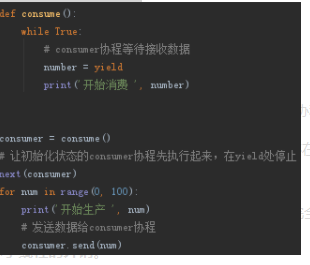 def consume():
while True:
# consumer协程等待接收数据
number = yield
print('开始消费 ', number)
consumer = consume()
# 让初始化状态的consumer协程先执行起来，在yield处停止
next(consumer)
for num in range(0, 100):
print('开始生产 ', num)
# 发送数据给consumer协程
consumer.send(num)